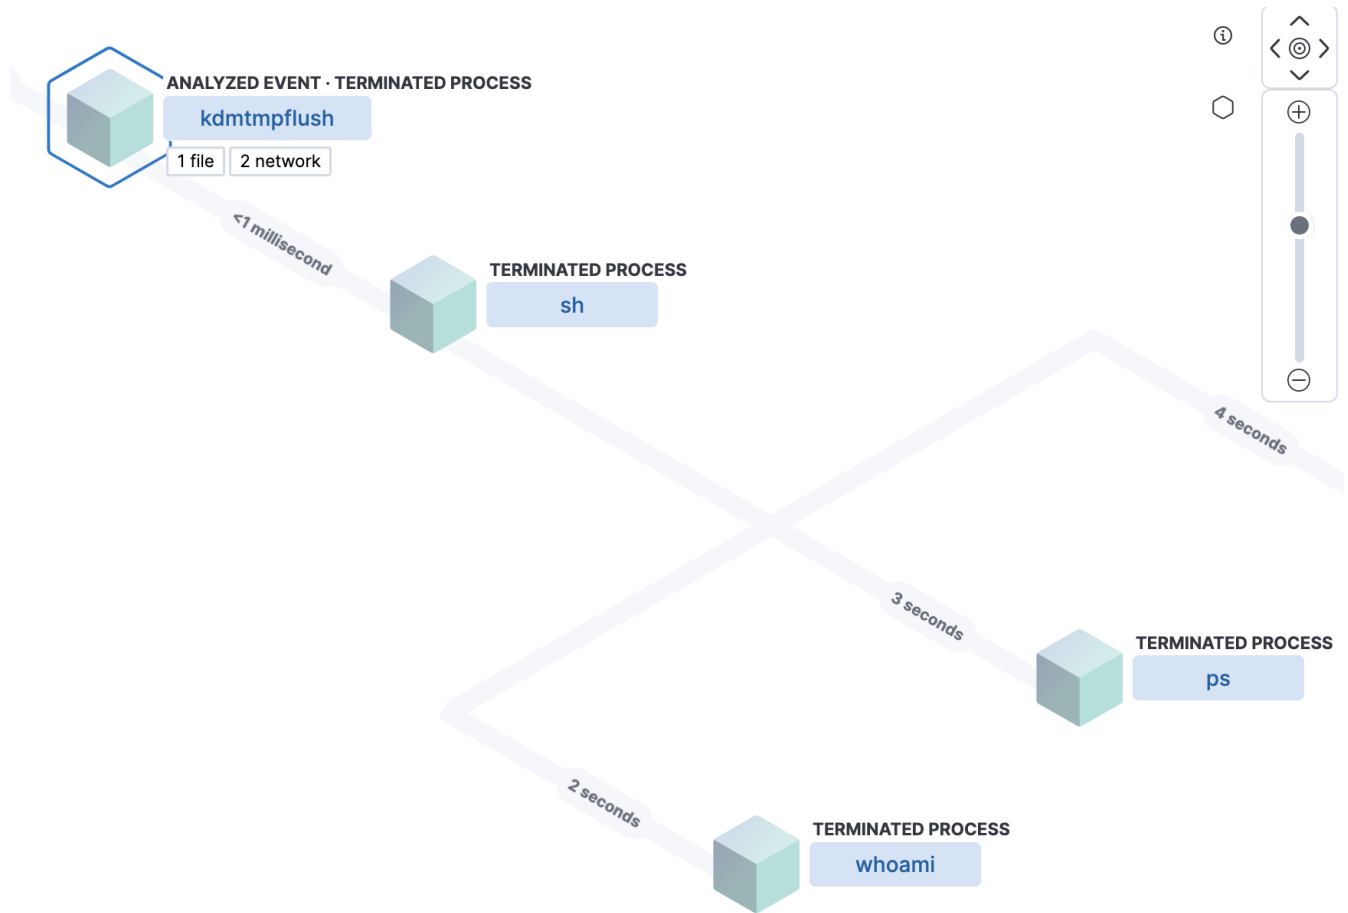 ANALYZED EVENT · TERMINATED PROCESS
kdmtmpflush
1 file
2 network
<1 millisecond
TERMINATED PROCESS
sh
4 seconds
3 seconds
TERMINATED PROCESS
ps
2 seconds
TERMINATED PROCESS
whoami